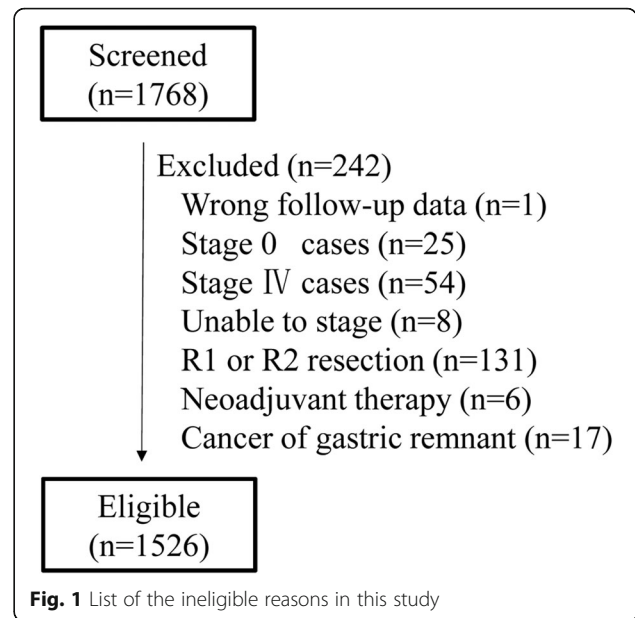 Screened
(n=1768)
Excluded (n=242)
Wrong follow-up data (n=1)
Stage 0 cases (n=25)
Stage Ⅳ cases (n=54)
Unable to stage (n=8)
R1 or R2 resection (n=131)
Neoadjuvant therapy (n=6)
Cancer of gastric remnant (n=17)
Eligible
(n=1526)
Fig. 1 List of the ineligible reasons in this study